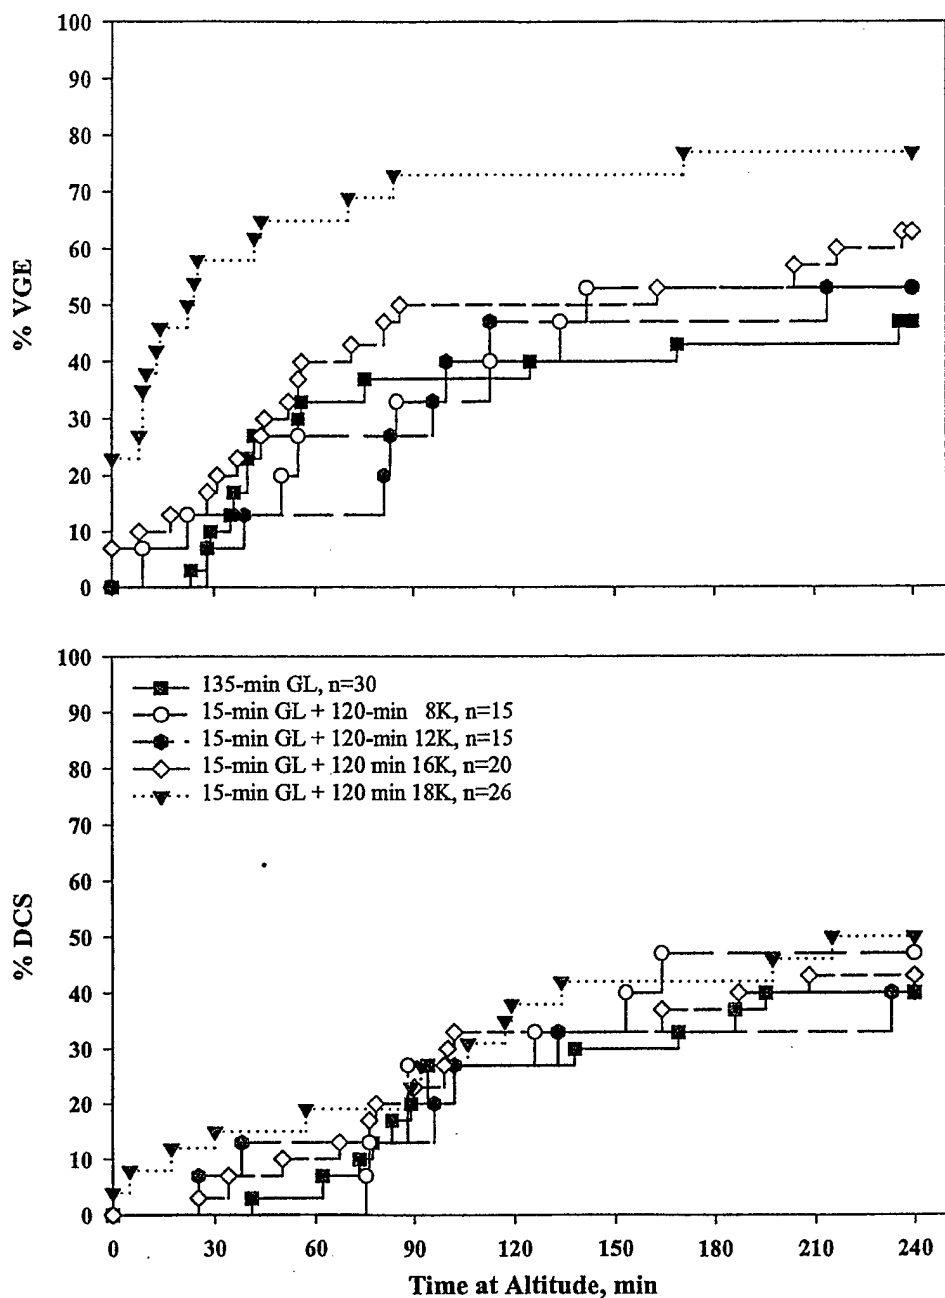 100
90
80
70
60
50
40
30
20
10
0
% VGE
100
90
80
70
60
50
40
30
20
10
0
% DCS
135-min GL, n=30
15-min GL + 120-min 8K, n=15
15-min GL + 120-min 12K, n=15
15-min GL + 120 min 16K, n=20
15-min GL + 120 min 18K, n=26
0 30 60 90 120 150 180 210 240
Time at Altitude, min